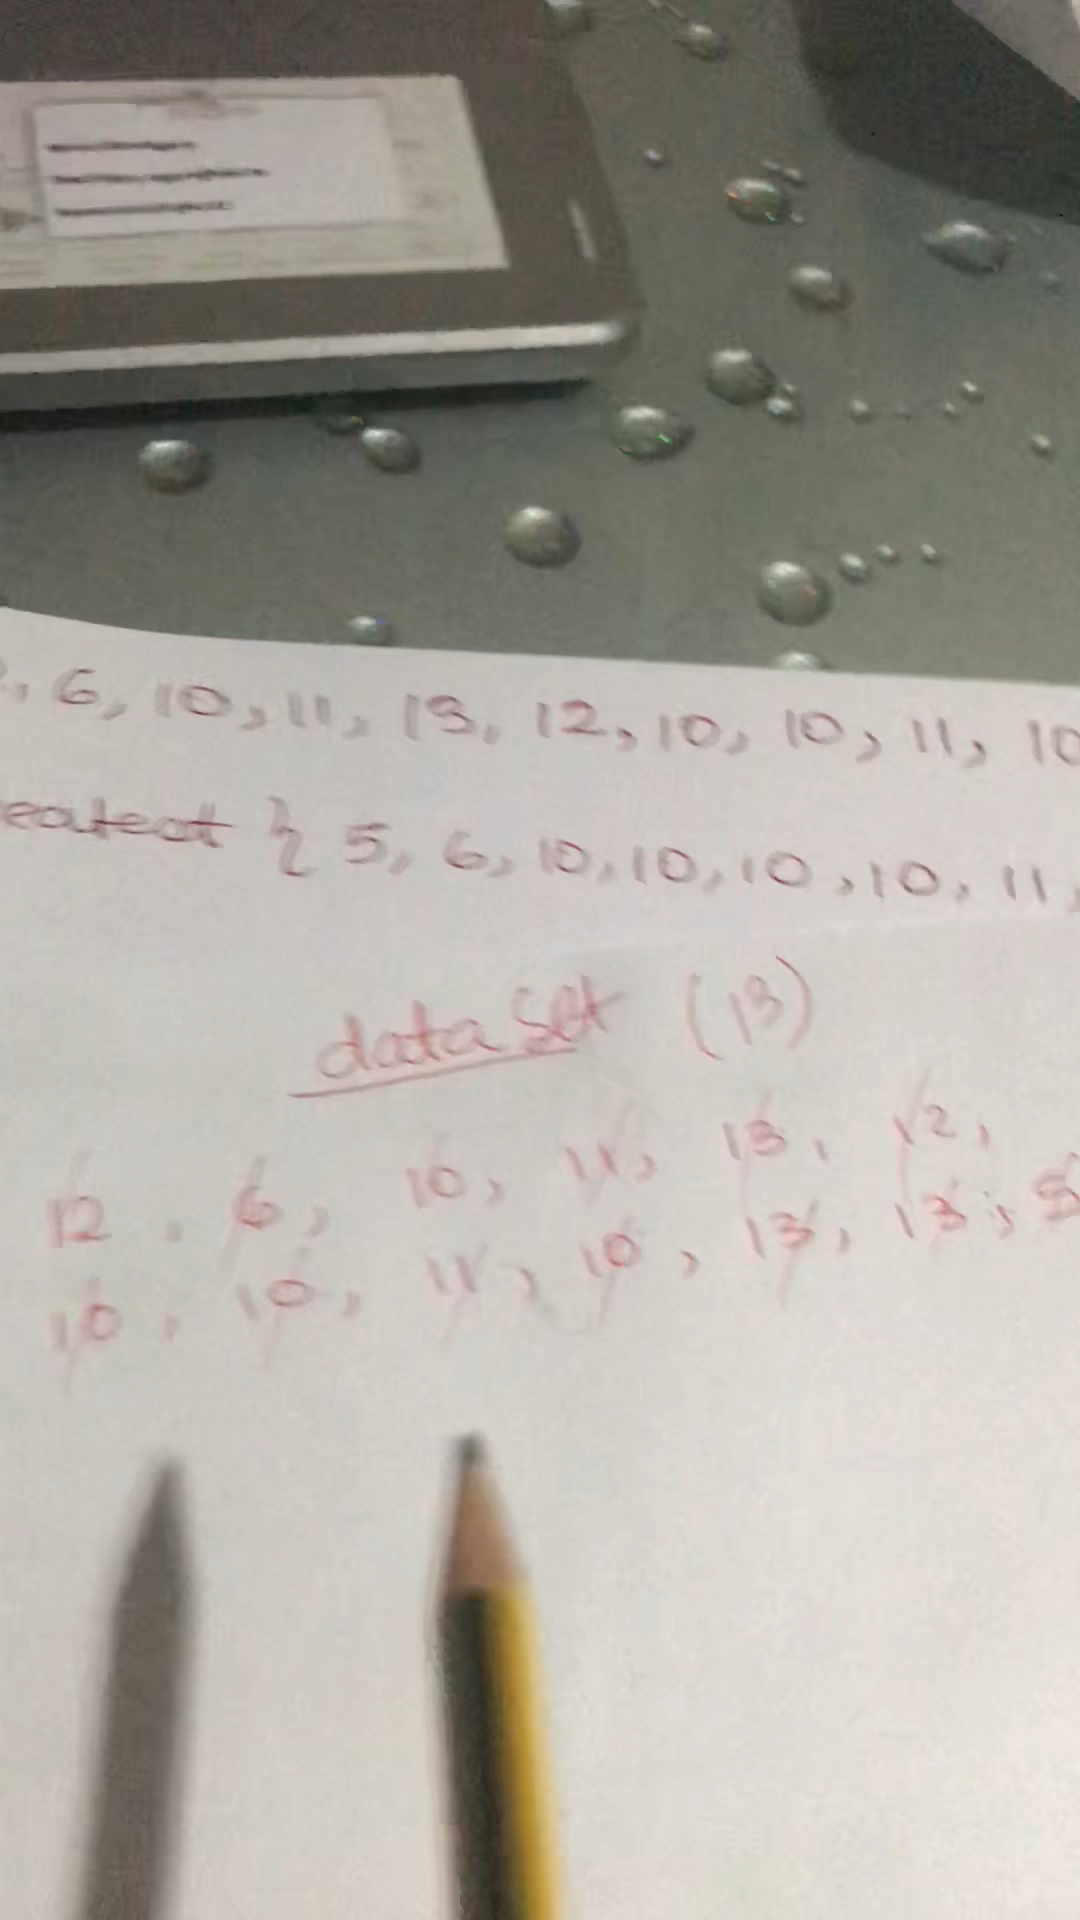 , 6, 10, 11, 13, 12, 10, 10, 11, 10
eatest } 5, 6, 10, 10, 10, 10, 11,
data set (13)
12, 6, 10, 11, 13, 12,
10, 10, 11, 10, 13, 13, 5